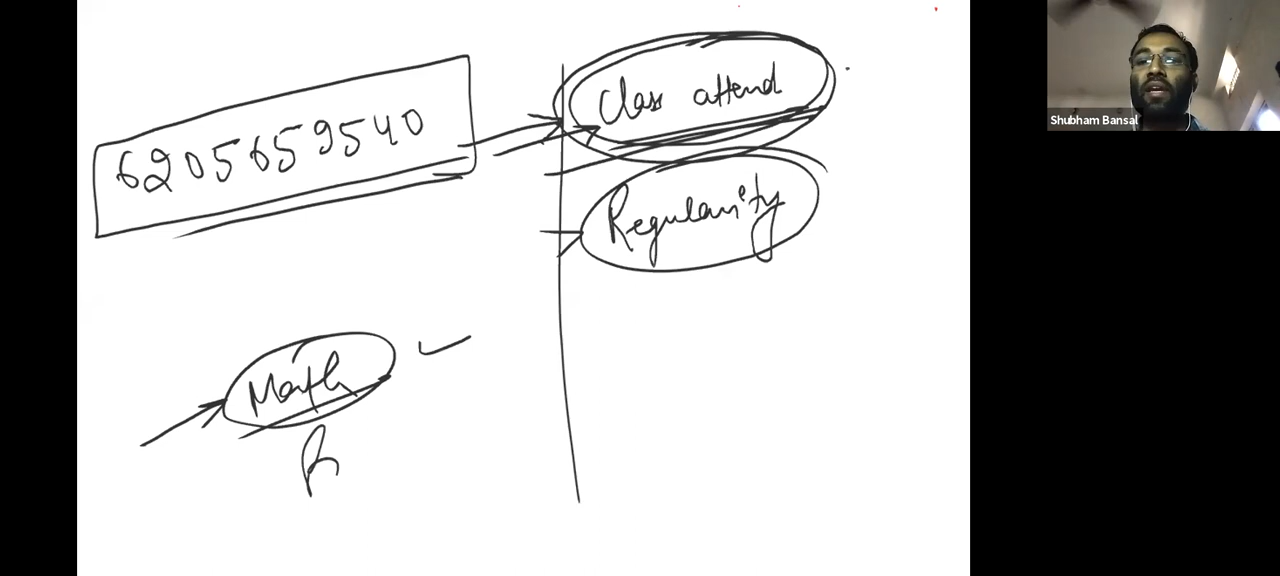 6205659540
Class attend
Regularity
Math
Shubham Bansal